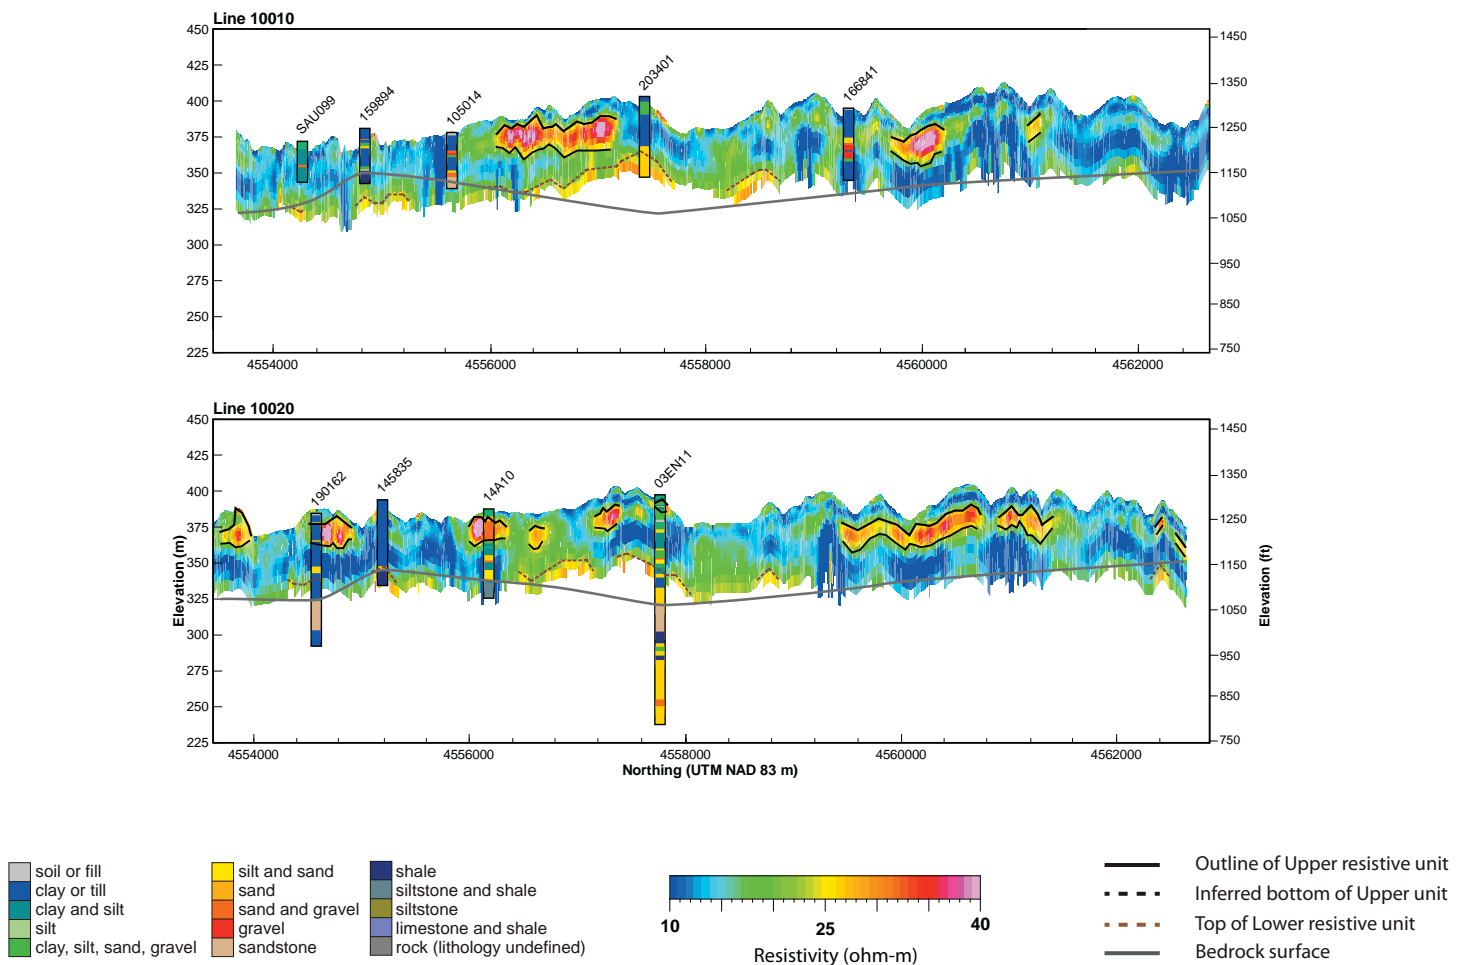 Line 10010
450
425
400
375
350
325
300
275
250
225
1450
1350
1250
1150
1050
950
850
750
SAU099
159894
105014
203401
166841
4554000 4556000 4558000 4560000 4562000
Line 10020
450
425
400
375
350
325
300
275
250
225
Elevation (m)
1450
1350
1250
1150
1050
950
850
750
Elevation (ft)
190162
145835
14A10
03EN11
4554000 4556000 4558000 4560000 4562000
Northing (UTM NAD 83 m)
soil or fill
clay or till
clay and silt
silt
clay, silt, sand, gravel
silt and sand
sand
sand and gravel
gravel
sandstone
shale
siltstone and shale
siltstone
limestone and shale
rock (lithology undefined)
10 25 40
Resistivity (ohm-m)
Outline of Upper resistive unit
Inferred bottom of Upper unit
Top of Lower resistive unit
Bedrock surface